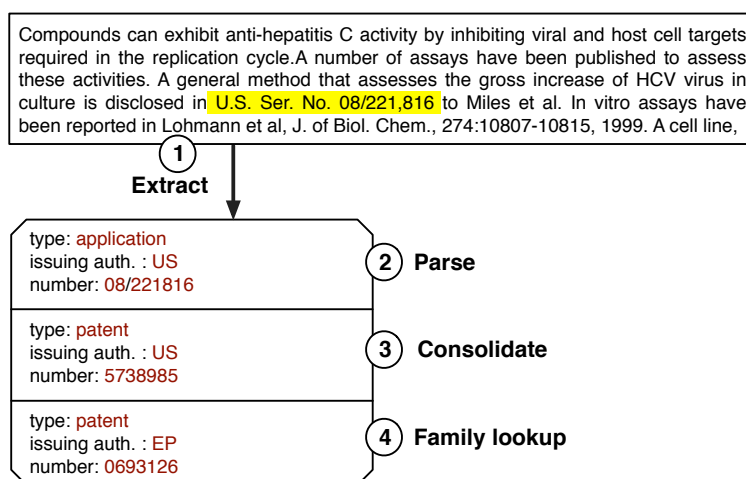 Compounds can exhibit anti-hepatitis C activity by inhibiting viral and host cell targets
required in the replication cycle.A number of assays have been published to assess
these activities. A general method that assesses the gross increase of HCV virus in
culture is disclosed in U.S. Ser. No. 08/221,816 to Miles et al. In vitro assays have
been reported in Lohmann et al, J. of Biol. Chem., 274:10807-10815, 1999. A cell line,
1
Extract
type: application
issuing auth. : US
number: 08/221816
2 Parse
type: patent
issuing auth. : US
number: 5738985
3 Consolidate
type: patent
issuing auth. : EP
number: 0693126
4 Family lookup